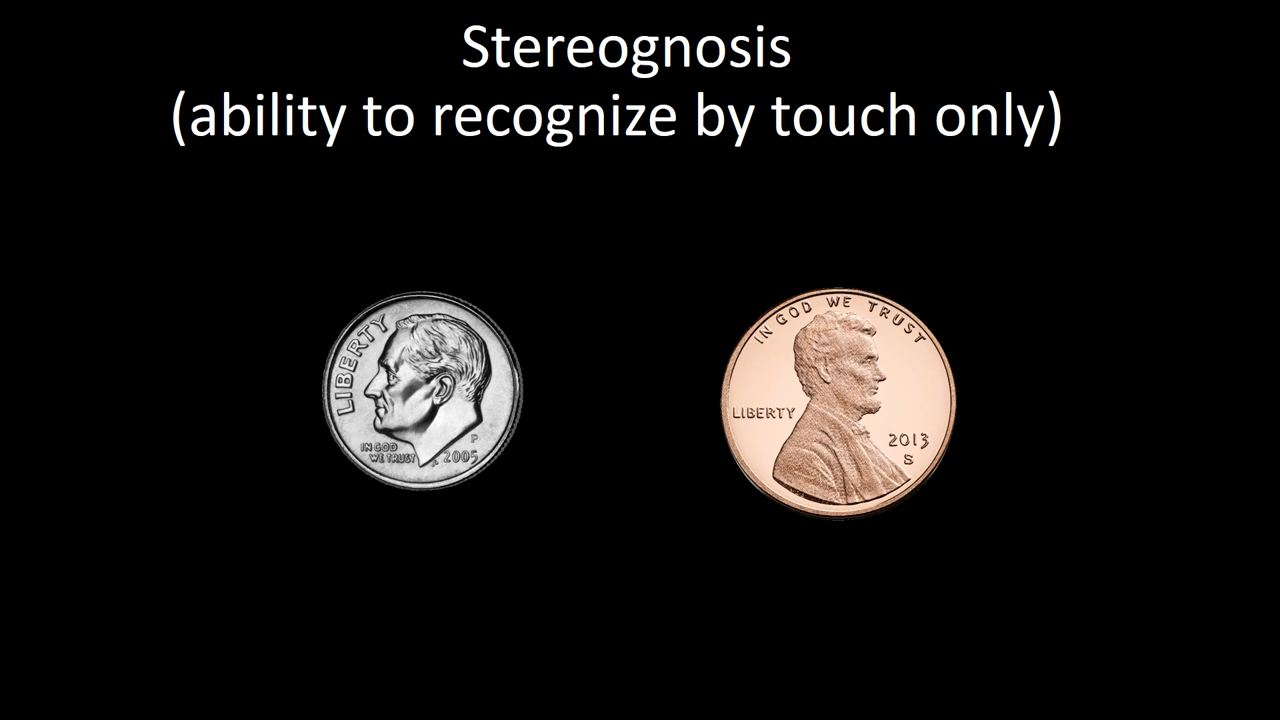 Stereognosis
(ability to recognize by touch only)
LIBERTY
IN GOD
WE TRUST
P
2005
IN GOD WE TRUST
LIBERTY
2013
S